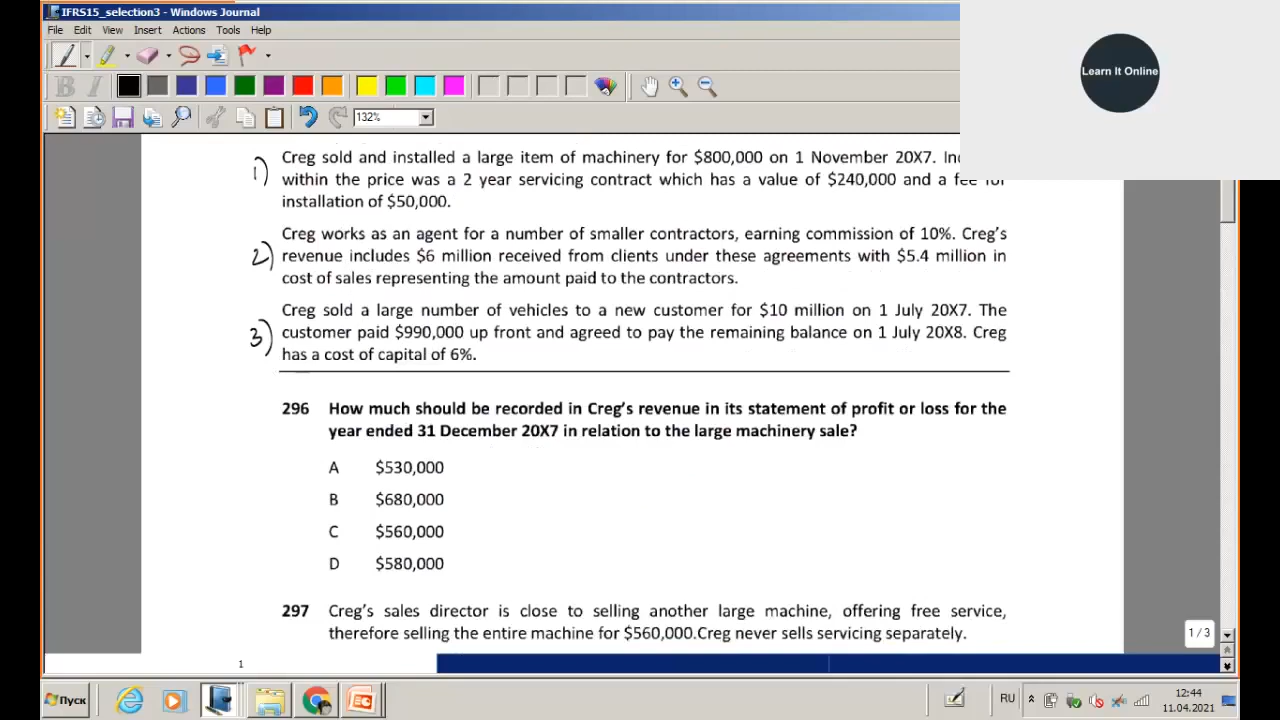 IFRS15_selection3 - Windows Journal
Learn It Online
File Edit View Insert Actions Tools Help
B I
132%
1) Creg sold and installed a large item of machinery for $800,000 on 1 November 20X7.
within the price was a 2 year servicing contract which has a value of $240,000 and a fee for
installation of $50,000.
Creg works as an agent for a number of smaller contractors, earning commission of 10%. Creg's
2) revenue includes $6 million received from clients under these agreements with $5.4 million in
cost of sales representing the amount paid to the contractors.
Creg sold a large number of vehicles to a new customer for $10 million on 1 July 20X7. The
3) customer paid $990,000 up front and agreed to pay the remaining balance on 1 July 20X8. Creg
has a cost of capital of 6%.
296 How much should be recorded in Creg's revenue in its statement of profit or loss for the
year ended 31 December 20X7 in relation to the large machinery sale?
A $530,000
B $680,000
C $560,000
D $580,000
297 Creg's sales director is close to selling another large machine, offering free service,
therefore selling the entire machine for $560,000.Creg never sells servicing separately.
1 / 3
1
Пуск
RU
12:44
11.04.2021